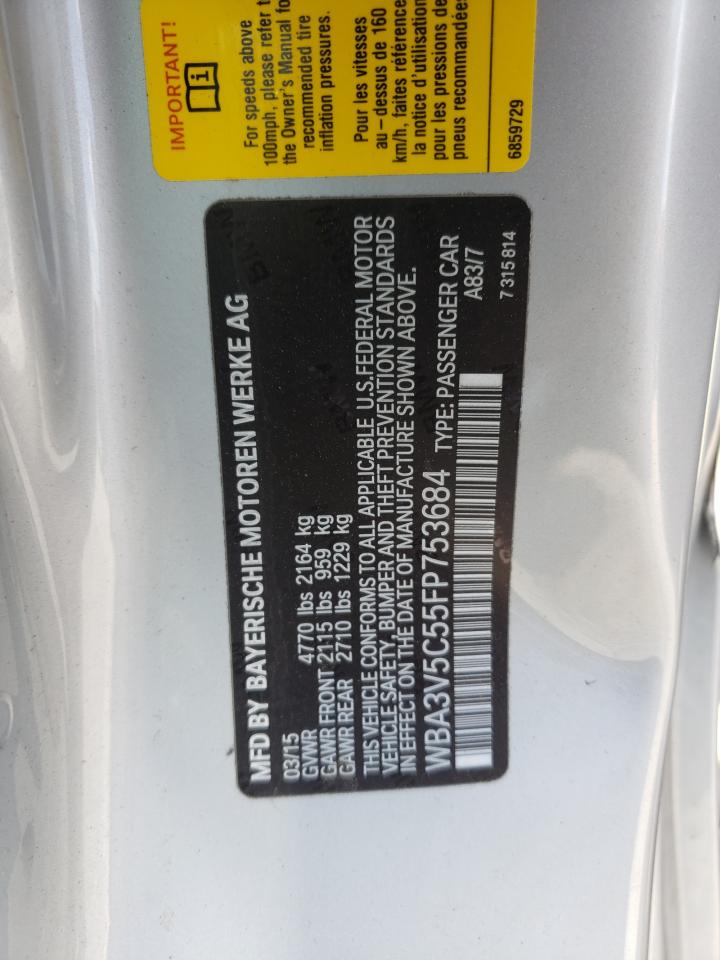 IMPORTANT!
i
For speeds above
100mph, please refer t
the Owner's Manual fo
recommended tire
inflation pressures.
Pour les vitesses
au-dessus de 160
km/h, faites référence
la notice d'utilisation
pour les pressions de
pneus recommandées
6859729
MFD BY BAYERISCHE MOTOREN WERKE AG
03/15
GVWR 4770 lbs 2164 kg
GAWR FRONT 2115 lbs 959 kg
GAWR REAR 2710 lbs 1229 kg
THIS VEHICLE CONFORMS TO ALL APPLICABLE U.S.FEDERAL MOTOR
VEHICLE SAFETY, BUMPER AND THEFT PREVENTION STANDARDS
IN EFFECT ON THE DATE OF MANUFACTURE SHOWN ABOVE.
WBA3V5C55FP753684 TYPE: PASSENGER CAR
A83/7
7 315 814